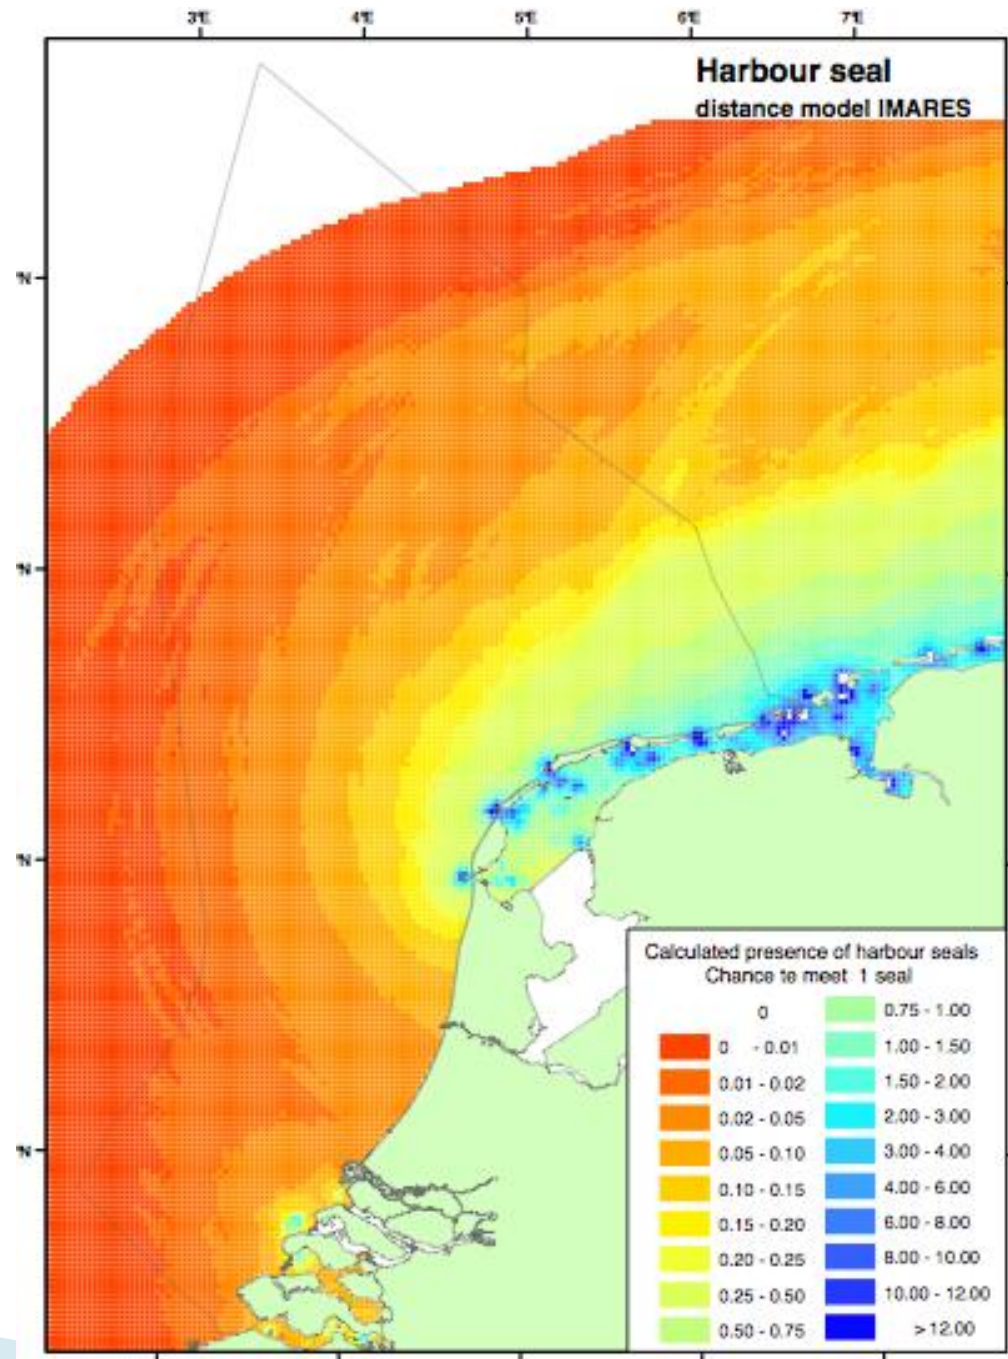 3°E 4°E 5°E 6°E 7°E
Harbour seal
distance model IMARES
°N
°N
°N
°N
Calculated presence of harbour seals
Chance te meet 1 seal
0
0 - 0.01
0.01 - 0.02
0.02 - 0.05
0.05 - 0.10
0.10 - 0.15
0.15 - 0.20
0.20 - 0.25
0.25 - 0.50
0.50 - 0.75
0.75 - 1.00
1.00 - 1.50
1.50 - 2.00
2.00 - 3.00
3.00 - 4.00
4.00 - 6.00
6.00 - 8.00
8.00 - 10.00
10.00 - 12.00
> 12.00